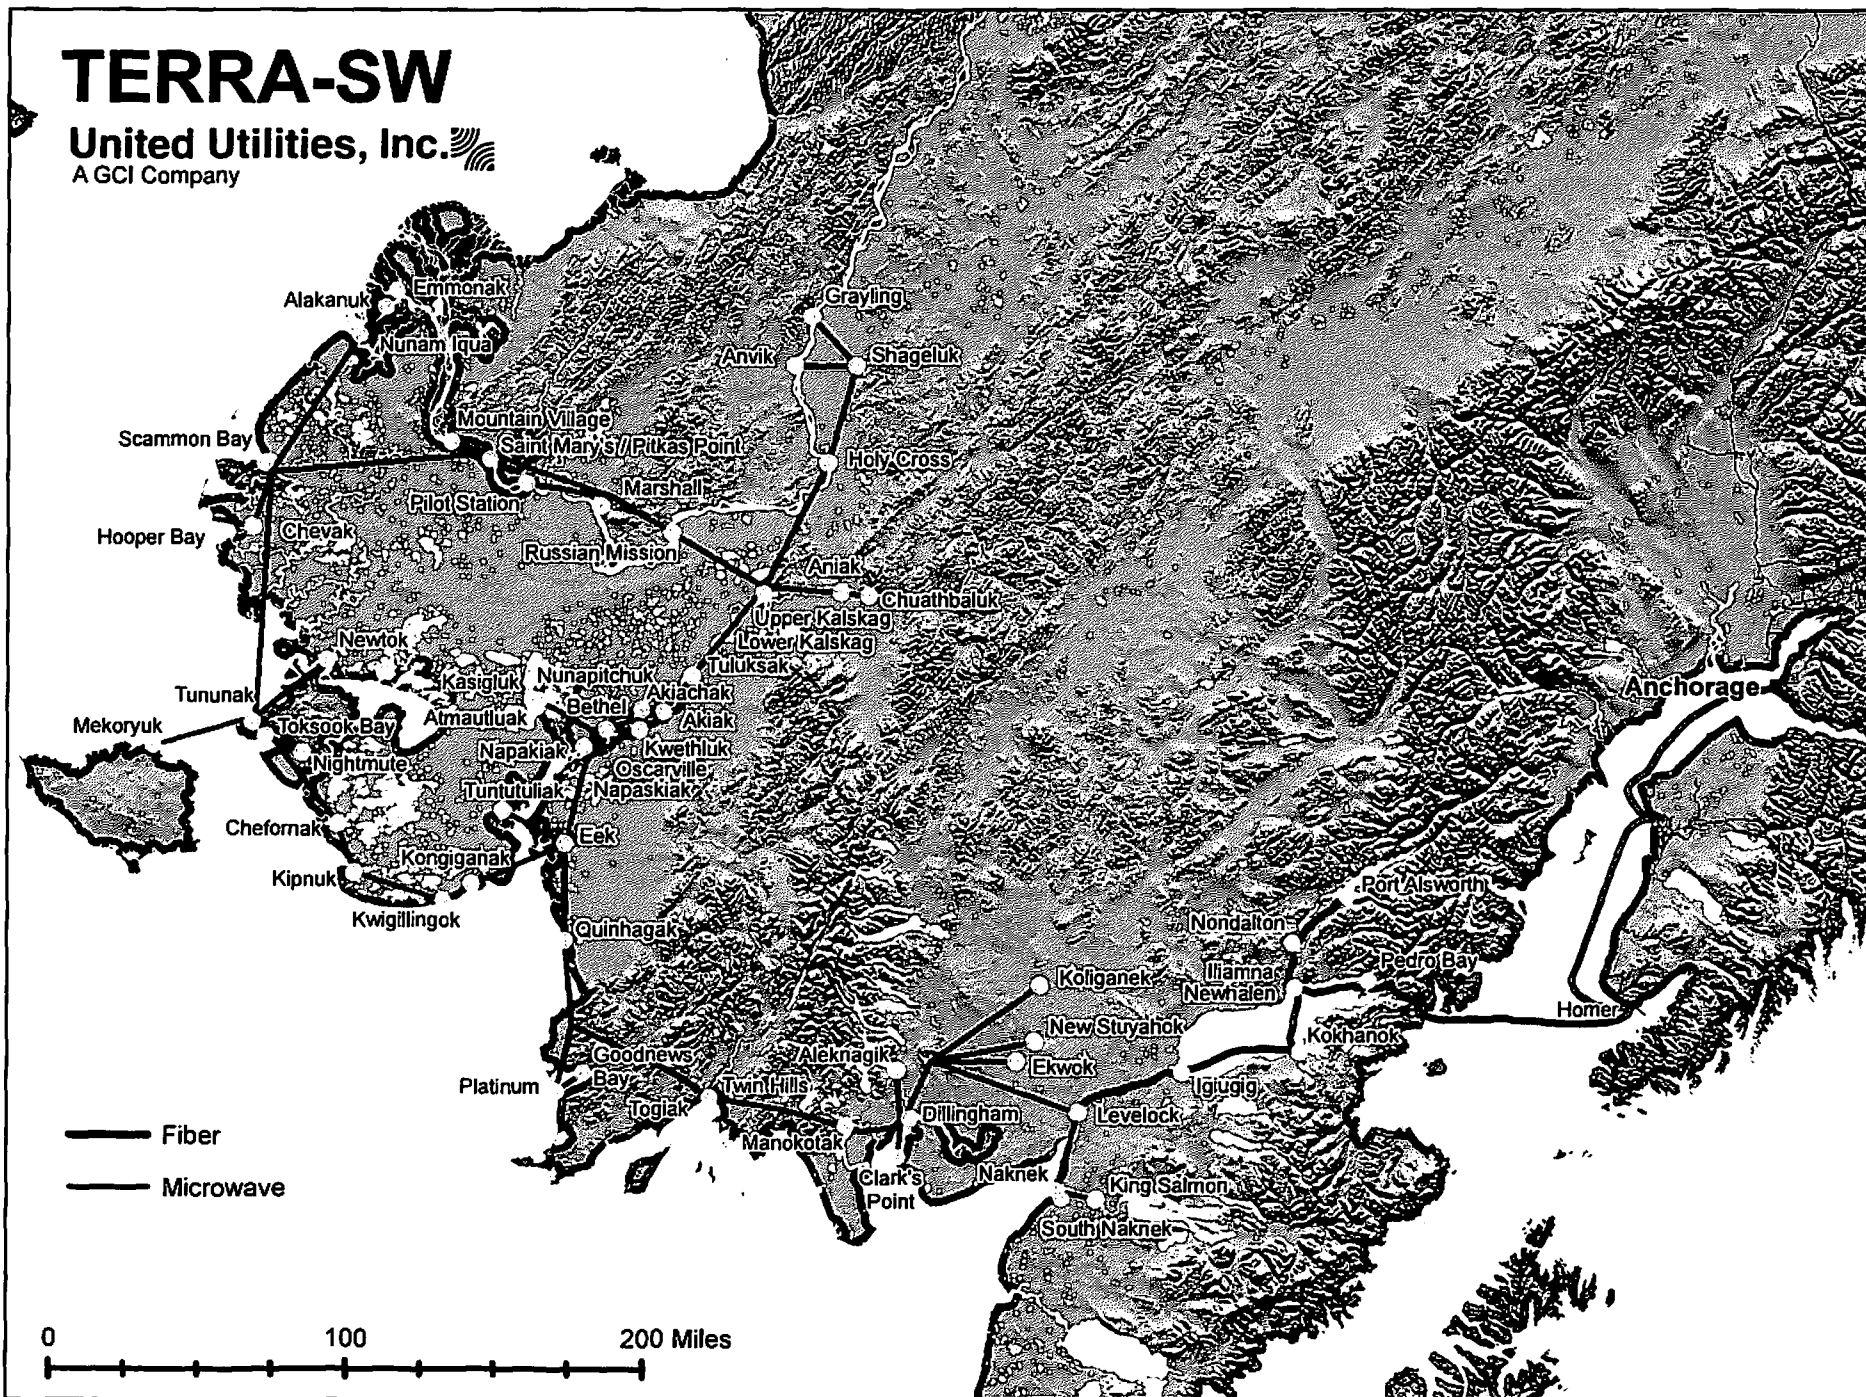 TERRA-SW
United Utilities, Inc.
A GCI Company
Emmonak
Alakanuk
Nunam Iqua
Grayling
Anvik
Shageluk
Mountain Village
Scammon Bay
Saint Mary's / Pitkas Point
Holy Cross
Marshall
Pilot Station
Hooper Bay
Chevak
Russian Mission
Aniak
Chuathbaluk
Upper Kalskag
Lower Kalskag
Newtok
Tuluksak
Kasigluk
Nunapitchuk
Tununak
Akiachak
Anchorage
Mekoryuk
Toksook Bay
Atmautluak
Bethel
Akiak
Napakiak
Kwethluk
Nightmute
Oscarville
Tuntutuliak
Napaskiak
Chefornak
Eek
Kongiganak
Kipnuk
Port Alsworth
Kwigillingok
Quinhagak
Nondalton
Pedro Bay
Iliamna
Newhalen
Koliganek
Homer
New Stuyahok
Kokhanok
Goodnews
Bay
Aleknagik
Ekwok
Platinum
Twin Hills
Igiugig
Togiak
Dillingham
Levelock
Manokotak
Fiber
Clark's
Point
Naknek
King Salmon
Microwave
South Naknek
0 100 200 Miles